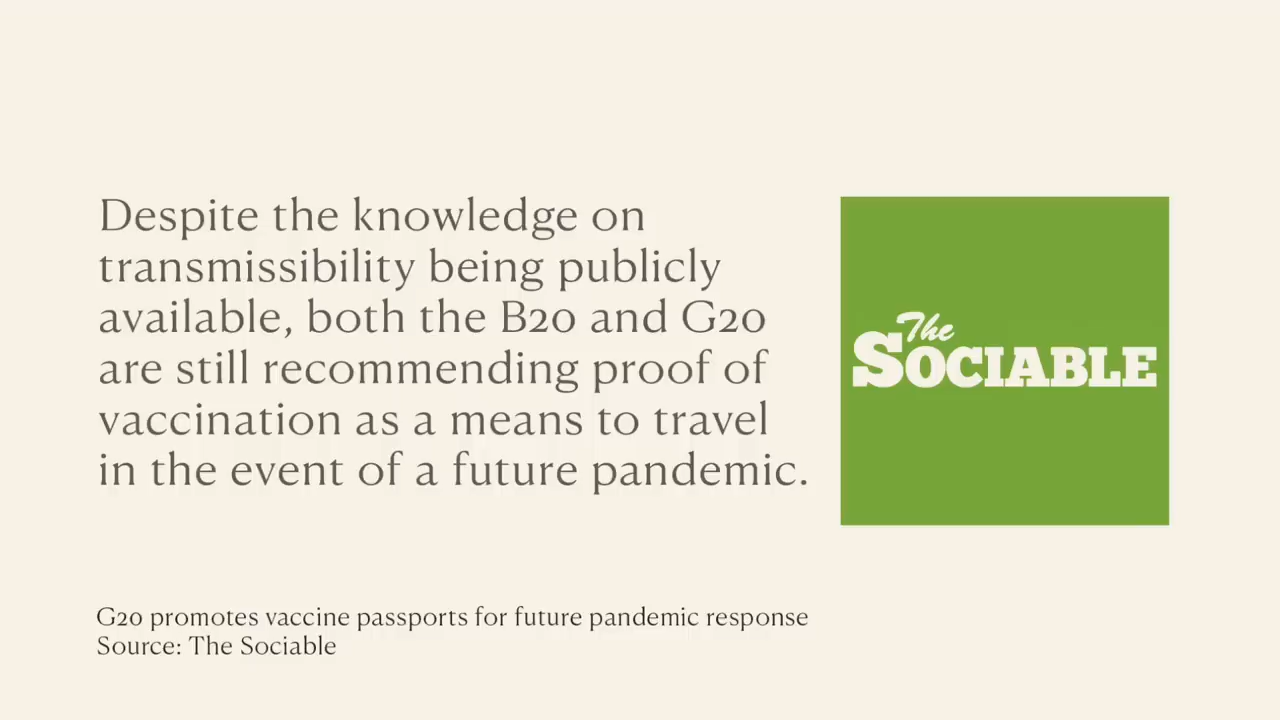 Despite the knowledge on
transmissibility being publicly
available, both the B20 and G20
are still recommending proof of
vaccination as a means to travel
in the event of a future pandemic.
The
SOCIABLE
G20 promotes vaccine passports for future pandemic response
Source: The Sociable